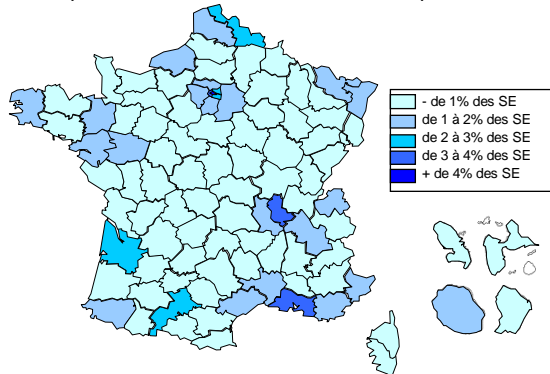 - de 1% des SE
de 1 à 2% des SE
de 2 à 3% des SE
de 3 à 4% des SE
+ de 4% des SE